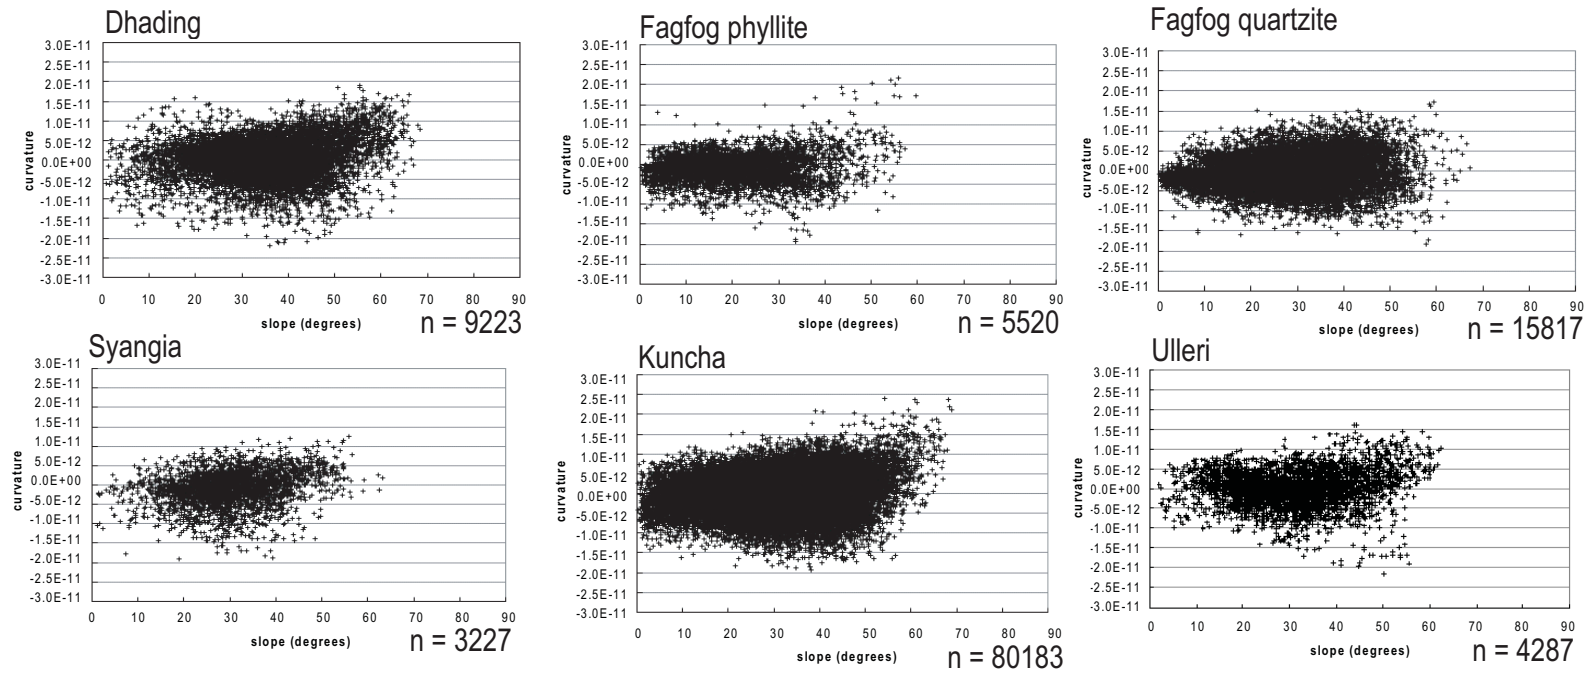 Dhading
3.0E-11
2.5E-11
2.0E-11
1.5E-11
1.0E-11
5.0E-12
0.0E+00
-5.0E-12
-1.0E-11
-1.5E-11
-2.0E-11
-2.5E-11
-3.0E-11
curvature
0 10 20 30 40 50 60 70 80 90
slope (degrees)
n = 9223
Fagfog phyllite
3.0E-11
2.5E-11
2.0E-11
1.5E-11
1.0E-11
5.0E-12
0.0E+00
-5.0E-12
-1.0E-11
-1.5E-11
-2.0E-11
-2.5E-11
-3.0E-11
curvature
0 10 20 30 40 50 60 70 80 90
slope (degrees)
n = 5520
Fagfog quartzite
3.0E-11
2.5E-11
2.0E-11
1.5E-11
1.0E-11
5.0E-12
0.0E+00
-5.0E-12
-1.0E-11
-1.5E-11
-2.0E-11
-2.5E-11
-3.0E-11
curvature
0 10 20 30 40 50 60 70 80 90
slope (degrees)
n = 15817
Syangia
3.0E-11
2.5E-11
2.0E-11
1.5E-11
1.0E-11
5.0E-12
0.0E+00
-5.0E-12
-1.0E-11
-1.5E-11
-2.0E-11
-2.5E-11
-3.0E-11
curvature
0 10 20 30 40 50 60 70 80 90
slope (degrees)
n = 3227
Kuncha
3.0E-11
2.5E-11
2.0E-11
1.5E-11
1.0E-11
5.0E-12
0.0E+00
-5.0E-12
-1.0E-11
-1.5E-11
-2.0E-11
-2.5E-11
-3.0E-11
curvature
0 10 20 30 40 50 60 70 80 90
slope (degrees)
n = 80183
Ulleri
3.0E-11
2.5E-11
2.0E-11
1.5E-11
1.0E-11
5.0E-12
0.0E+00
-5.0E-12
-1.0E-11
-1.5E-11
-2.0E-11
-2.5E-11
-3.0E-11
curvature
0 10 20 30 40 50 60 70 80 90
slope (degrees)
n = 4287